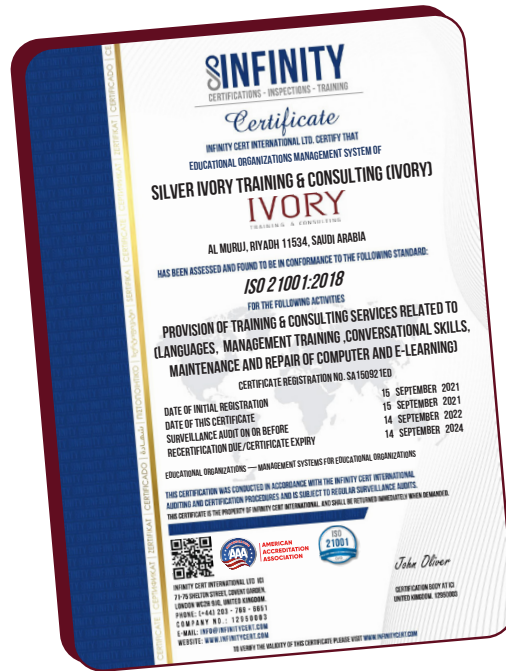 INFINITY
CERTIFICATIONS - INSPECTIONS - TRAINING
Certificate
INFINITY CERT INTERNATIONAL LTD. CERTIFY THAT
EDUCATIONAL ORGANIZATIONS MANAGEMENT SYSTEM OF
SILVER IVORY TRAINING & CONSULTING (IVORY)
IVORY
TRAINING & CONSULTING
AL MURUJ, RIYADH 11534, SAUDI ARABIA
HAS BEEN ASSESSED AND FOUND TO BE IN CONFORMANCE TO THE FOLLOWING STANDARD:
ISO 21001:2018
FOR THE FOLLOWING ACTIVITIES
PROVISION OF TRAINING & CONSULTING SERVICES RELATED TO
(LANGUAGES, MANAGEMENT TRAINING ,CONVERSATIONAL SKILLS,
MAINTENANCE AND REPAIR OF COMPUTER AND E-LEARNING)
CERTIFICATE REGISTRATION NO. SA150921ED
DATE OF INITIAL REGISTRATION 15 SEPTEMBER 2021
DATE OF THIS CERTIFICATE 15 SEPTEMBER 2021
SURVEILLANCE AUDIT ON OR BEFORE 14 SEPTEMBER 2022
RECERTIFICATION DUE/CERTIFICATE EXPIRY 14 SEPTEMBER 2024
EDUCATIONAL ORGANIZATIONS — MANAGEMENT SYSTEMS FOR EDUCATIONAL ORGANIZATIONS
THIS CERTIFICATION WAS CONDUCTED IN ACCORDANCE WITH THE INFINITY CERT INTERNATIONAL
AUDITING AND CERTIFICATION PROCEDURES AND IS SUBJECT TO REGULAR SURVEILLANCE AUDITS.
THIS CERTIFICATE IS THE PROPERTY OF INFINITY CERT INTERNATIONAL, AND SHALL BE RETURNED IMMEDIATELY WHEN DEMANDED.
AAA
AMERICAN
ACCREDITATION
ASSOCIATION
ISO
21001
John Oliver
INFINITY CERT INTERNATIONAL LTD ICI
71-75 SHELTON STREET, COVENT GARDEN,
LONDON WC2H 9JQ, UNITED KINGDOM.
PHONE: (+44) 203 - 769 - 5651
COMPANY NO.: 12950003
E-MAIL: INFO@INFINITYCERT.COM
WEBSITE: WWW.INFINITYCERT.COM
CERTIFICATION BODY AT ICI
UNITED KINGDOM. 12950003
TO VERIFY THE VALIDITY OF THIS CERTIFICATE PLEASE VISIT WWW.INFINITYCERT.COM